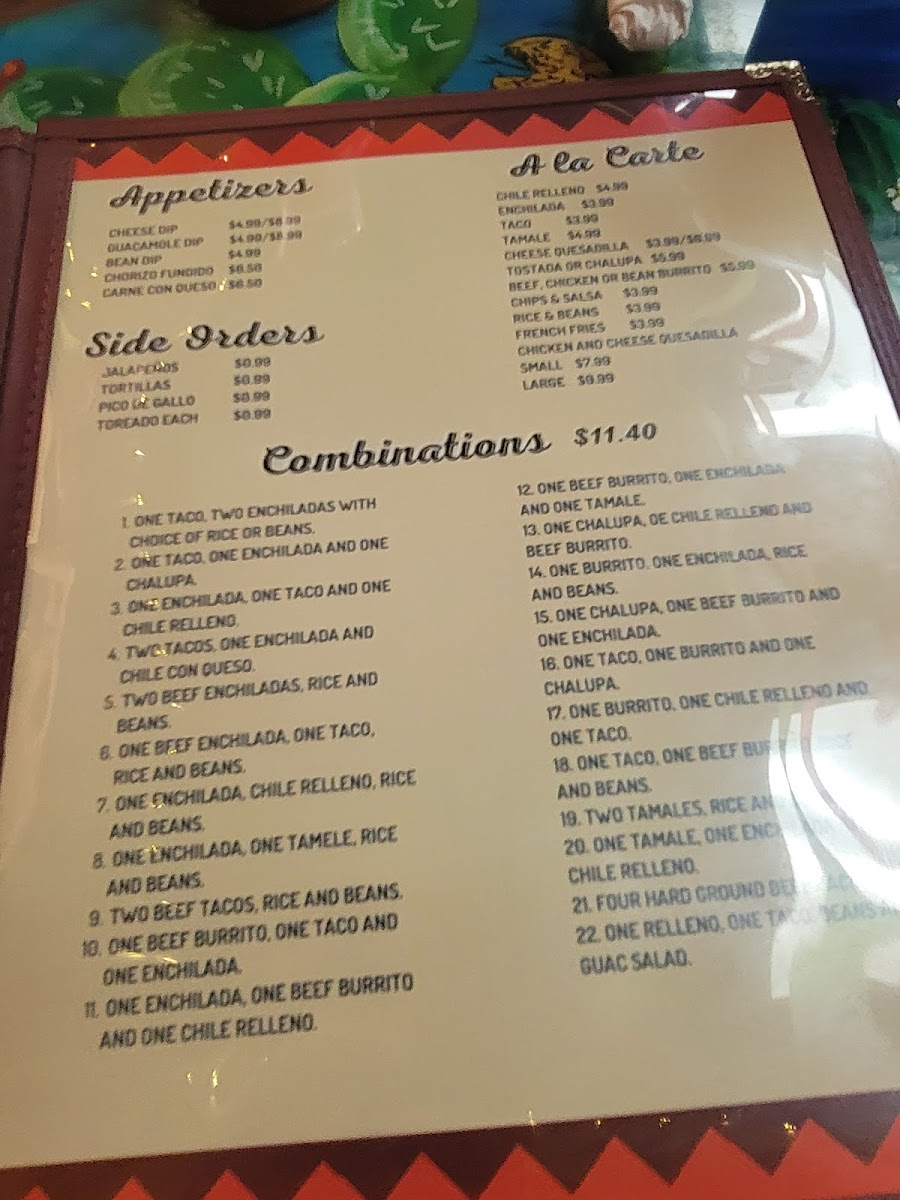 Appetizers
CHEESE DIP $4.99/$8.99
GUACAMOLE DIP $4.99/$8.99
BEAN DIP $4.99
CHORIZO FUNDIDO $6.50
CARNE CON QUESO $6.50
Side Orders
JALAPEÑOS $0.99
TORTILLAS $0.99
PICO DE GALLO $0.99
TOREADO EACH $0.99
A la Carte
CHILE RELLENO $4.99
ENCHILADA $3.99
TACO $3.99
TAMALE $4.99
CHEESE QUESADILLA $3.99/$6.99
TOSTADA OR CHALUPA $5.99
BEEF, CHICKEN OR BEAN BURRITO $5.99
CHIPS & SALSA $3.99
RICE & BEANS $3.99
FRENCH FRIES $3.99
CHICKEN AND CHEESE QUESADILLA
SMALL $7.99
LARGE $9.99
Combinations $11.40
1. ONE TACO, TWO ENCHILADAS WITH
CHOICE OF RICE OR BEANS.
2. ONE TACO, ONE ENCHILADA AND ONE
CHALUPA.
3. ONE ENCHILADA, ONE TACO AND ONE
CHILE RELLENO.
4. TWO TACOS, ONE ENCHILADA AND
CHILE CON QUESO.
5. TWO BEEF ENCHILADAS, RICE AND
BEANS.
6. ONE BEEF ENCHILADA, ONE TACO,
RICE AND BEANS.
7. ONE ENCHILADA, CHILE RELLENO, RICE
AND BEANS.
8. ONE ENCHILADA, ONE TAMELE, RICE
AND BEANS.
9. TWO BEEF TACOS, RICE AND BEANS.
10. ONE BEEF BURRITO, ONE TACO AND
ONE ENCHILADA.
11. ONE ENCHILADA, ONE BEEF BURRITO
AND ONE CHILE RELLENO.
12. ONE BEEF BURRITO, ONE ENCHILADA
AND ONE TAMALE.
13. ONE CHALUPA, OE CHILE RELLENO AND
BEEF BURRITO.
14. ONE BURRITO, ONE ENCHILADA, RICE
AND BEANS.
15. ONE CHALUPA, ONE BEEF BURRITO AND
ONE ENCHILADA.
16. ONE TACO, ONE BURRITO AND ONE
CHALUPA.
17. ONE BURRITO, ONE CHILE RELLENO AND
ONE TACO.
18. ONE TACO, ONE BEEF
AND BEANS.
19. TWO TAMALES, RICE
20. ONE TAMALE, ONE
CHILE RELLENO.
21. FOUR HARD GROUND BEEF
22. ONE RELLENO, ONE TACO, BEANS
GUAC SALAD.